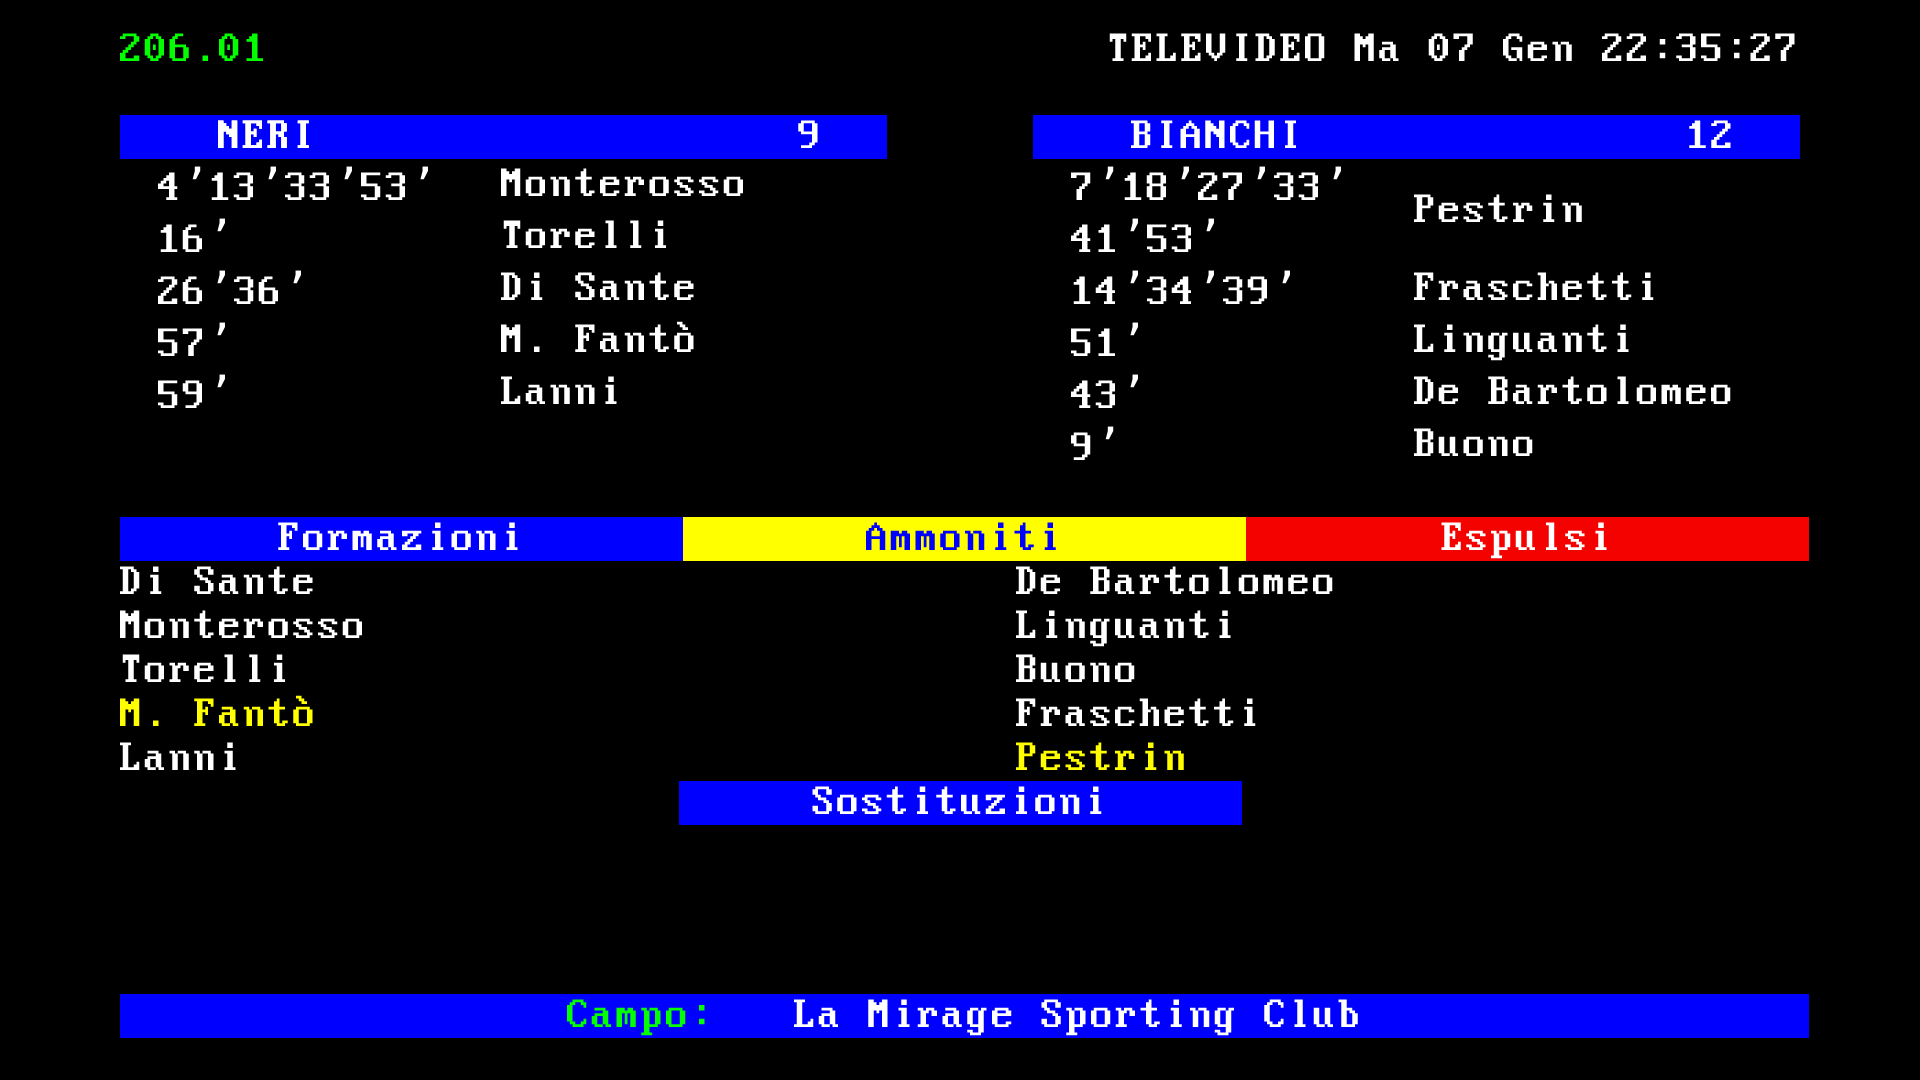 206.01 TELEVIDEO Ma 07 Gen 22:35:27
NERI 9
4'13'33'53' Monterosso
16' Torelli
26'36' Di Sante
57' M. Fantò
59' Lanni
BIANCHI 12
7'18'27'33'
41'53' Pestrin
14'34'39' Fraschetti
51' Linguanti
43' De Bartolomeo
9' Buono
Formazioni Ammoniti Espulsi
Di Sante De Bartolomeo
Monterosso Linguanti
Torelli Buono
M. Fantò Fraschetti
Lanni Pestrin
Sostituzioni
Campo: La Mirage Sporting Club